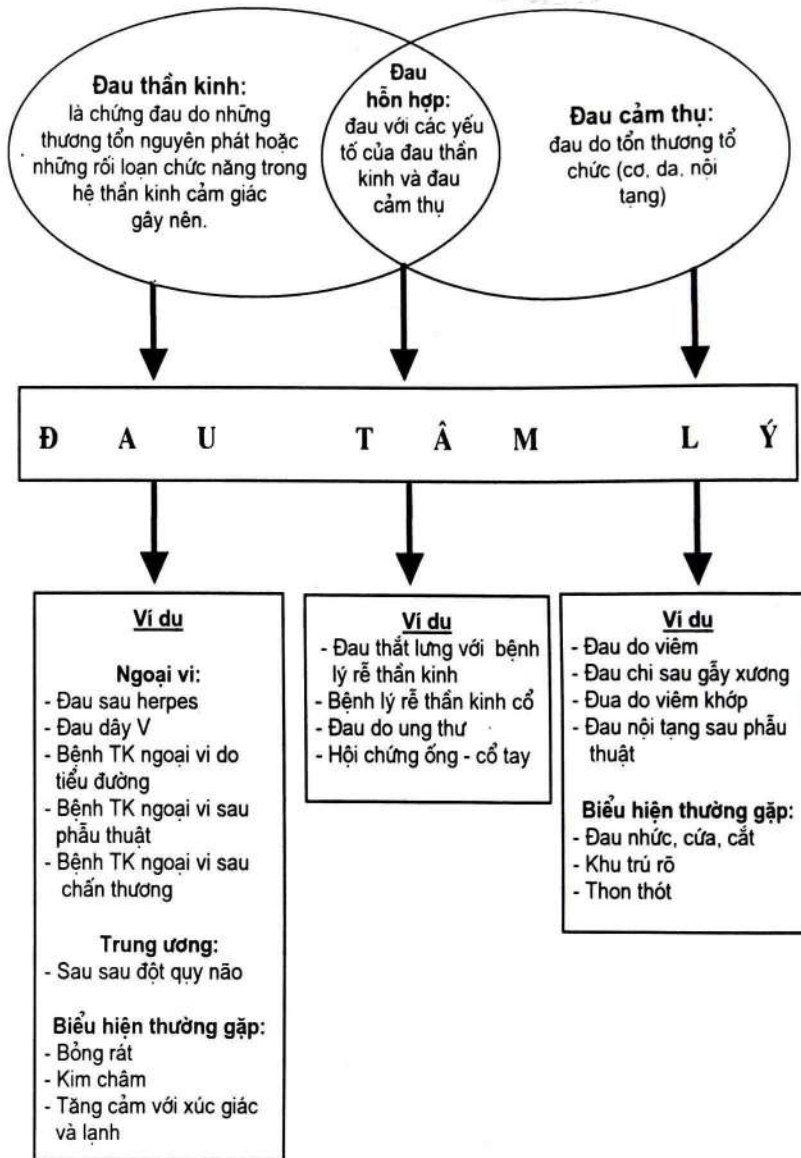 Đau thần kinh:
là chứng đau do những
thương tổn nguyên phát hoặc
những rối loạn chức năng trong
hệ thần kinh cảm giác
gây nên.
Đau
hỗn hợp:
đau với các yếu
tố của đau thần
kinh và đau
cảm thụ
Đau cảm thụ:
đau do tổn thương tổ
chức (cơ, da, nội
tạng)
Đ A U T Â M L Ý
Ví du
Ngoại vi:
- Đau sau herpes
- Đau dây V
- Bệnh TK ngoại vi do
tiểu đường
- Bệnh TK ngoại vi sau
phẫu thuật
- Bệnh TK ngoại vi sau
chấn thương
Trung ương:
- Sau sau đột quỵ não
Biểu hiện thường gặp:
- Bỏng rát
- Kim châm
- Tăng cảm với xúc giác
và lạnh
Ví du
- Đau thắt lưng với bệnh
lý rễ thần kinh
- Bệnh lý rễ thần kinh cổ
- Đau do ung thư
- Hội chứng ống - cổ tay
Ví du
- Đau do viêm
- Đau chi sau gẫy xương
- Đua do viêm khớp
- Đau nội tạng sau phẫu
thuật
Biểu hiện thường gặp:
- Đau nhức, cứa, cắt
- Khu trú rõ
- Thon thót